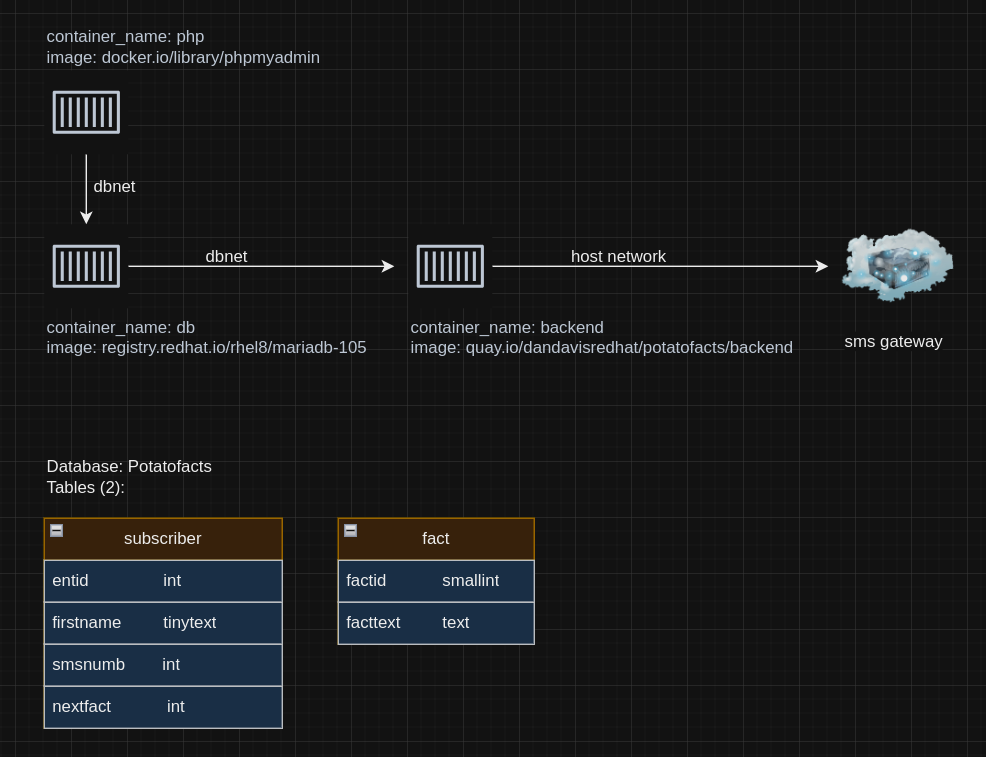 container_name: php
image: docker.io/library/phpmyadmin
dbnet
dbnet
host network
container_name: db
image: registry.redhat.io/rhel8/mariadb-105
container_name: backend
image: quay.io/dandavisredhat/potatofacts/backend
sms gateway
Database: Potatofacts
Tables (2):
subscriber
entid int
firstname tinytext
smsnumb int
nextfact int
fact
factid smallint
facttext text